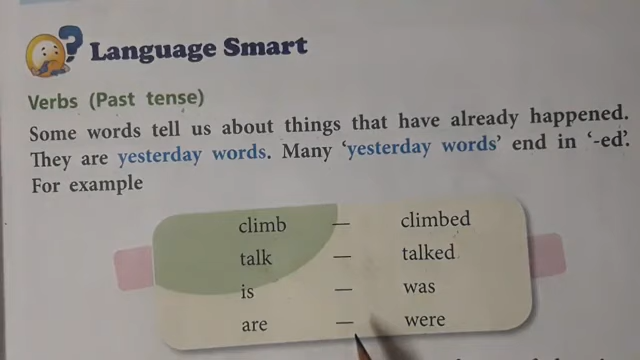 Language Smart
Verbs (Past tense)
Some words tell us about things that have already happened.
They are yesterday words. Many ‘yesterday words’ end in ‘-ed’.
For example
climb — climbed
talk — talked
is — was
are — were